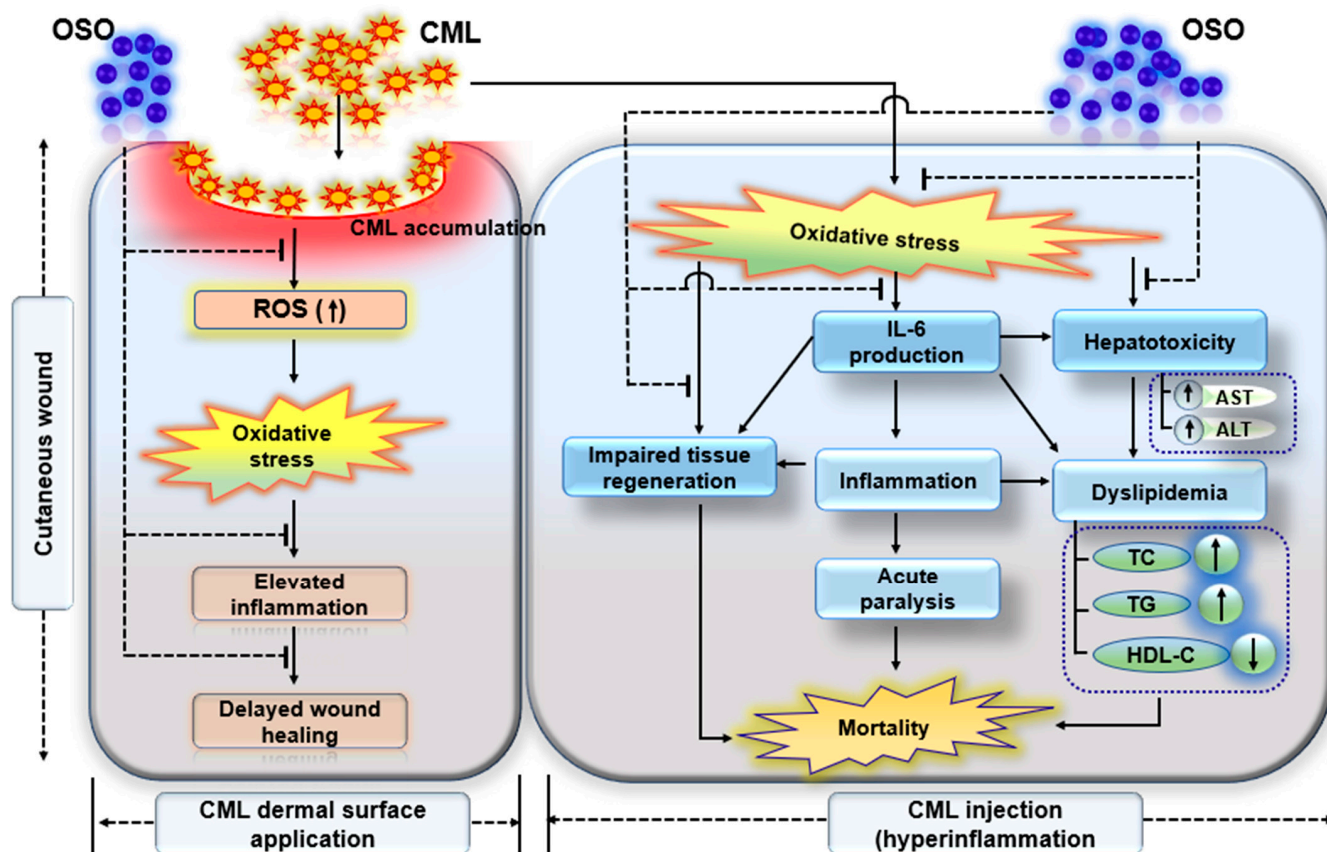 OSO
CML
CML accumulation
ROS (↑)
Oxidative
stress
Elevated
inflammation
Delayed wound
healing
Cutaneous wound
CML dermal surface
application
OSO
Oxidative stress
IL-6
production
Hepatotoxicity
↑ AST
↑ ALT
Impaired tissue
regeneration
Inflammation
Dyslipidemia
Acute
paralysis
TC ↑
TG ↑
HDL-C ↓
Mortality
CML injection
(hyperinflammation